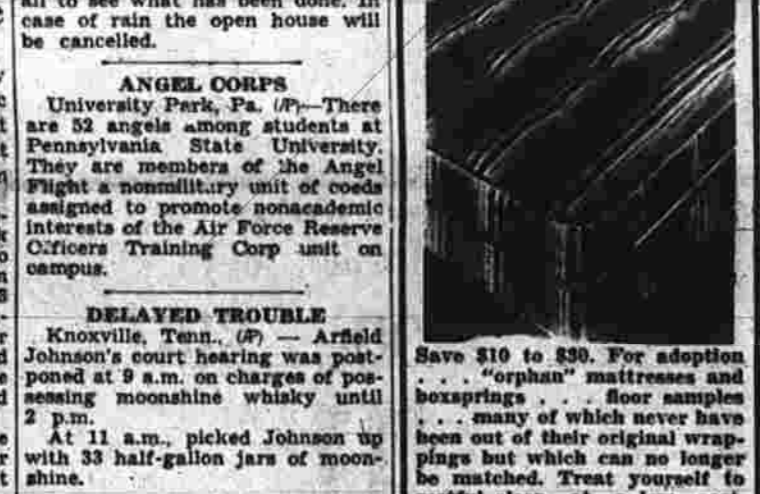 all to see what has been done. In
case of rain the open house will
be cancelled.
ANGEL CORPS
University Park, Pa. (AP)—There
are 52 angels among students at
Pennsylvania State University.
They are members of the Angel
Flight a nonmilitary unit of coeds
assigned to promote nonacademic
interests of the Air Force Reserve
Officers Training Corp unit on
campus.
DELAYED TROUBLE
Knoxville, Tenn., (AP) — Arfield
Johnson's court hearing was post-
poned at 9 a.m. on charges of pos-
sessing moonshine whisky until
2 p.m.
At 11 a.m., picked Johnson up
with 33 half-gallon jars of moon-
shine.
Save $10 to $30. For adoption
. . . "orphan" mattresses and
boxsprings . . . floor samples
. . . many of which never have
been out of their original wrap-
pings but which can no longer
be matched. Treat yourself to